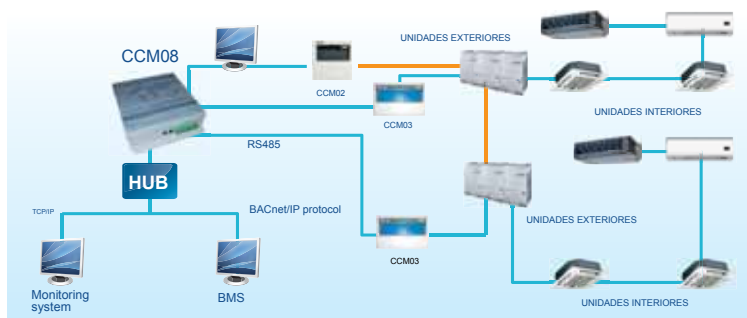 UNIDADES EXTERIORES
CCM08
CCM02
UNIDADES INTERIORES
CCM03
RS485
HUB
TCP/IP
BACnet/IP protocol
UNIDADES EXTERIORES
CCM03
Monitoring
system
BMS
UNIDADES INTERIORES